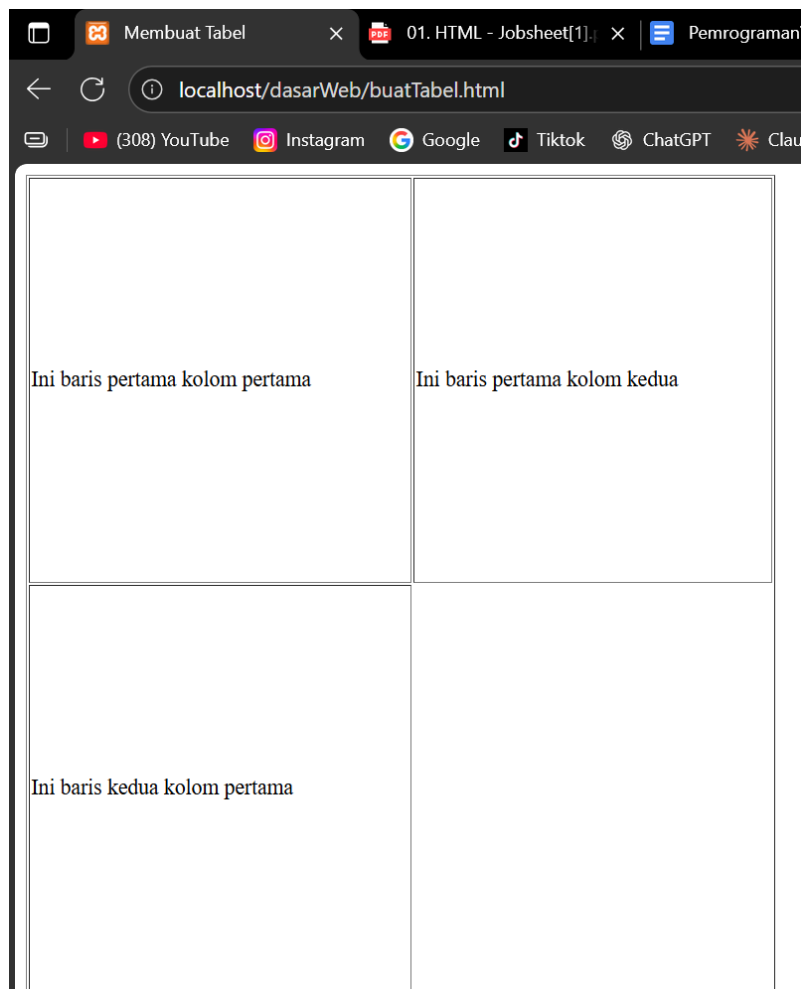 Membuat Tabel
01. HTML - Jobsheet[1].
Pemrograman
localhost/dasarWeb/buatTabel.html
(308) YouTube
Instagram
Google
Tiktok
ChatGPT
Clau
Ini baris pertama kolom pertama
Ini baris pertama kolom kedua
Ini baris kedua kolom pertama